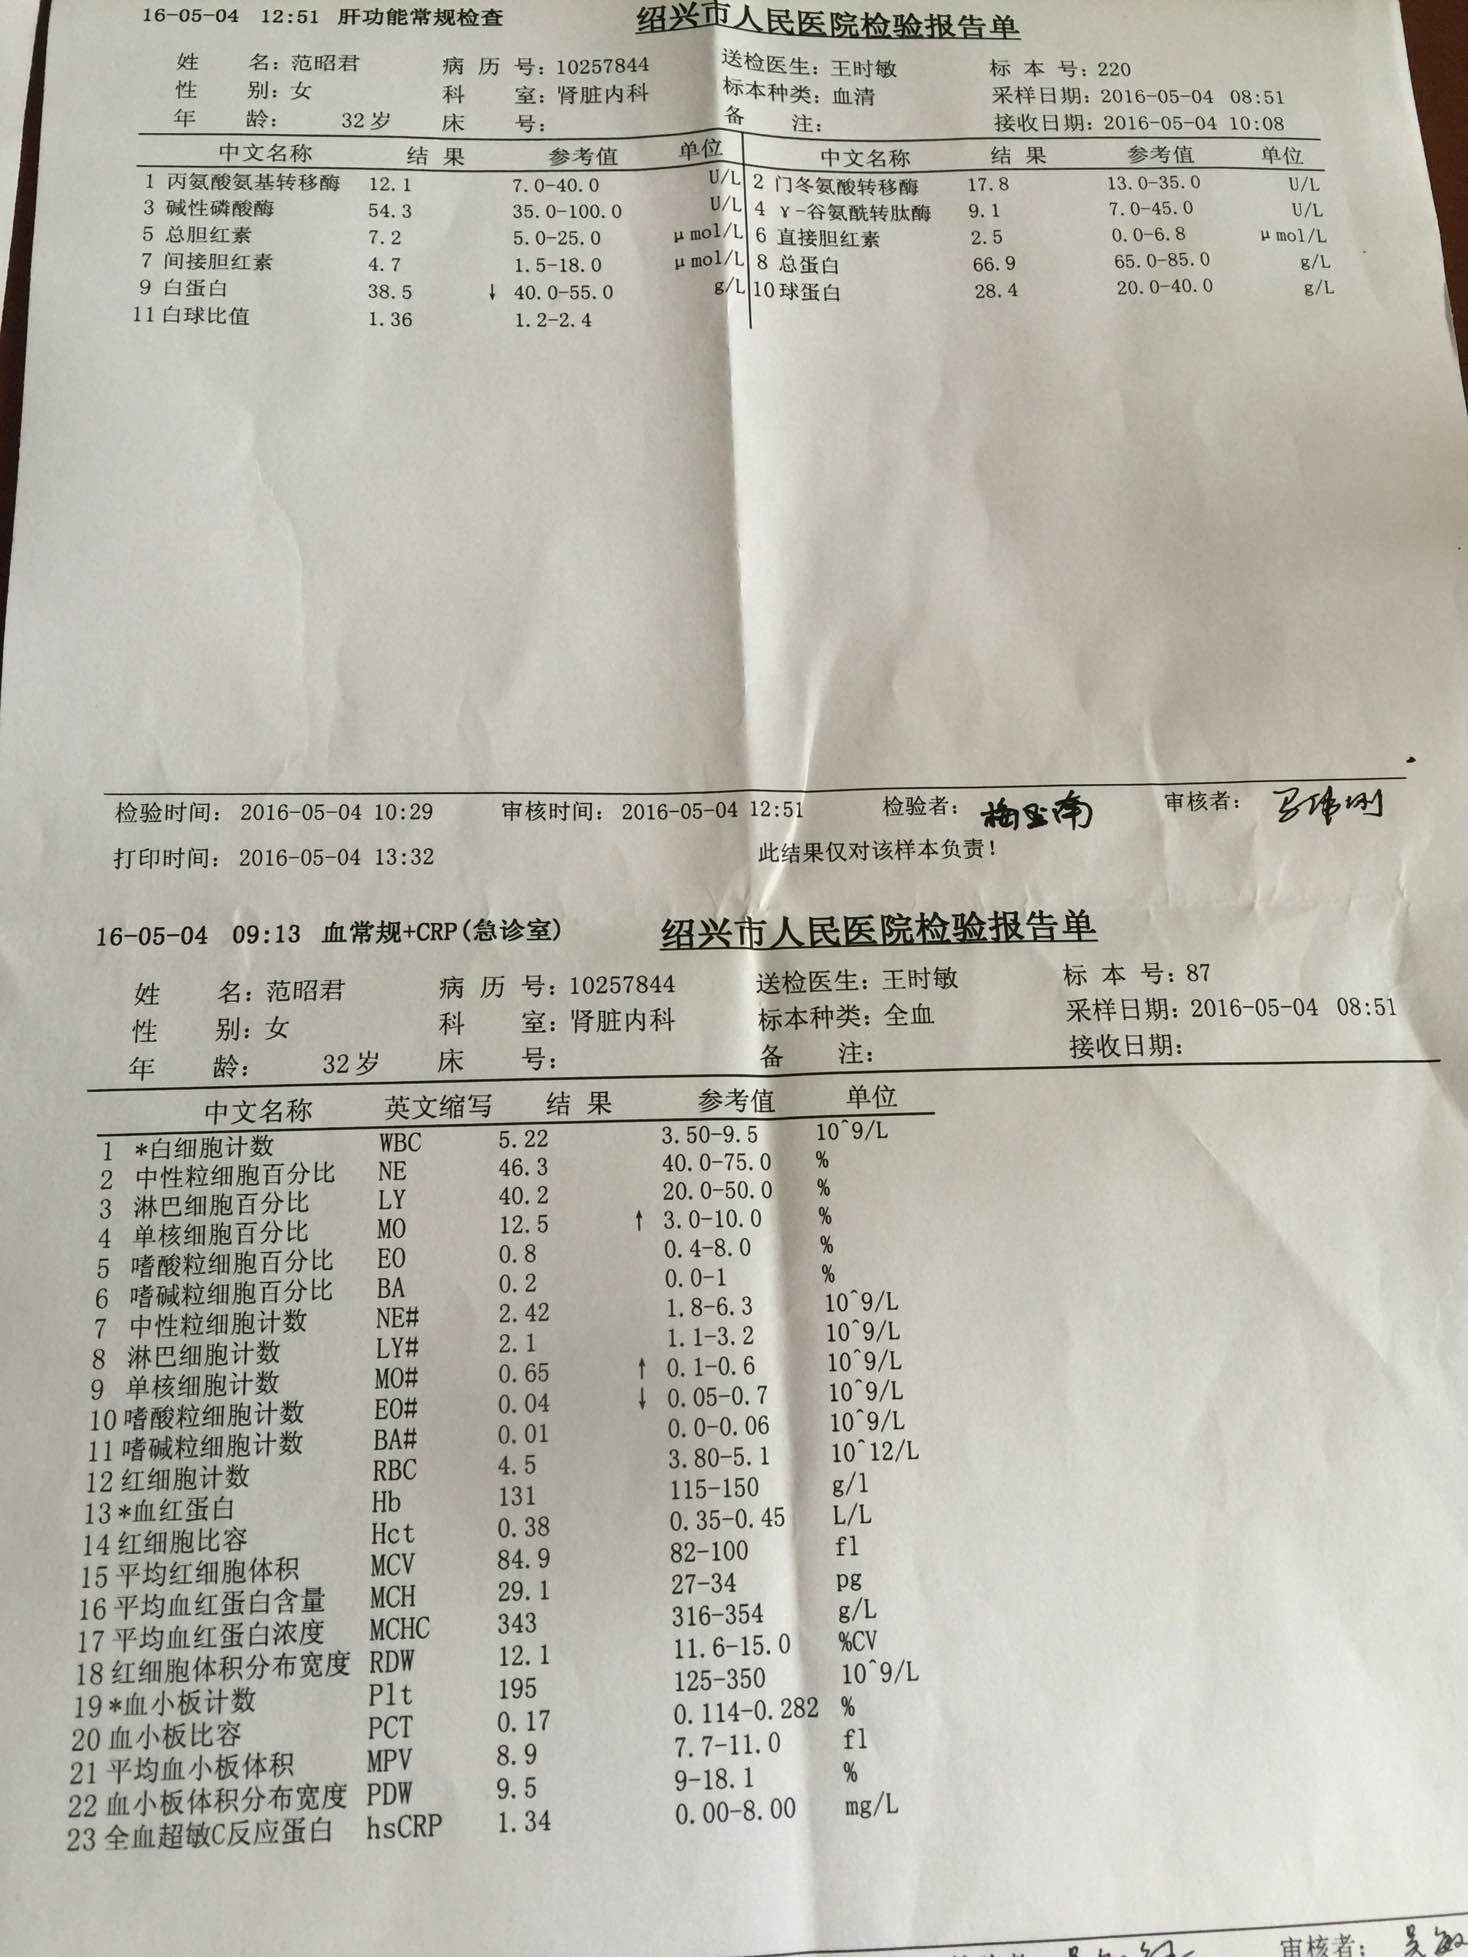 16-05-04 12:51 肝功能常规检查 绍兴市人民医院检验报告单
姓 名: 范昭君 病 历 号: 10257844 送检医生: 王时敏 标 本 号: 220
性 别: 女 科 室: 肾脏内科 标本种类: 血清 采样日期: 2016-05-04 08:51
年 龄: 32岁 床 号: 备 注: 接收日期: 2016-05-04 10:08
中文名称 结 果 参考值 单位 中文名称 结 果 参考值 单位
1 丙氨酸氨基转移酶 12.1 7.0-40.0 U/L 2 门冬氨酸转移酶 17.8 13.0-35.0 U/L
3 碱性磷酸酶 54.3 35.0-100.0 U/L 4 γ-谷氨酰转肽酶 9.1 7.0-45.0 U/L
5 总胆红素 7.2 5.0-25.0 μmol/L 6 直接胆红素 2.5 0.0-6.8 μmol/L
7 间接胆红素 4.7 1.5-18.0 μmol/L 8 总蛋白 66.9 65.0-85.0 g/L
9 白蛋白 38.5 ↓ 40.0-55.0 g/L 10 球蛋白 28.4 20.0-40.0 g/L
11 白球比值 1.36 1.2-2.4
检验时间: 2016-05-04 10:29 审核时间: 2016-05-04 12:51 检验者: 审核者:
打印时间: 2016-05-04 13:32 此结果仅对该样本负责!
16-05-04 09:13 血常规+CRP(急诊室) 绍兴市人民医院检验报告单
姓 名: 范昭君 病 历 号: 10257844 送检医生: 王时敏 标 本 号: 87
性 别: 女 科 室: 肾脏内科 标本种类: 全血 采样日期: 2016-05-04 08:51
年 龄: 32岁 床 号: 备 注: 接收日期:
中文名称 英文缩写 结 果 参考值 单位
1 *白细胞计数 WBC 5.22 3.50-9.5 10^9/L
2 中性粒细胞百分比 NE 46.3 40.0-75.0 %
3 淋巴细胞百分比 LY 40.2 20.0-50.0 %
4 单核细胞百分比 MO 12.5 ↑ 3.0-10.0 %
5 嗜酸粒细胞百分比 EO 0.8 0.4-8.0 %
6 嗜碱粒细胞百分比 BA 0.2 0.0-1 %
7 中性粒细胞计数 NE# 2.42 1.8-6.3 10^9/L
8 淋巴细胞计数 LY# 2.1 1.1-3.2 10^9/L
9 单核细胞计数 MO# 0.65 ↑ 0.1-0.6 10^9/L
10 嗜酸粒细胞计数 EO# 0.04 ↓ 0.05-0.7 10^9/L
11 嗜碱粒细胞计数 BA# 0.01 0.0-0.06 10^9/L
12 红细胞计数 RBC 4.5 3.80-5.1 10^12/L
13 *血红蛋白 Hb 131 115-150 g/l
14 红细胞比容 Hct 0.38 0.35-0.45 L/L
15 平均红细胞体积 MCV 84.9 82-100 fl
16 平均血红蛋白含量 MCH 29.1 27-34 pg
17 平均血红蛋白浓度 MCHC 343 316-354 g/L
18 红细胞体积分布宽度 RDW 12.1 11.6-15.0 %CV
19 *血小板计数 Plt 195 125-350 10^9/L
20 血小板比容 PCT 0.17 0.114-0.282 %
21 平均血小板体积 MPV 8.9 7.7-11.0 fl
22 血小板体积分布宽度 PDW 9.5 9-18.1 %
23 全血超敏C反应蛋白 hsCRP 1.34 0.00-8.00 mg/L
审核者: